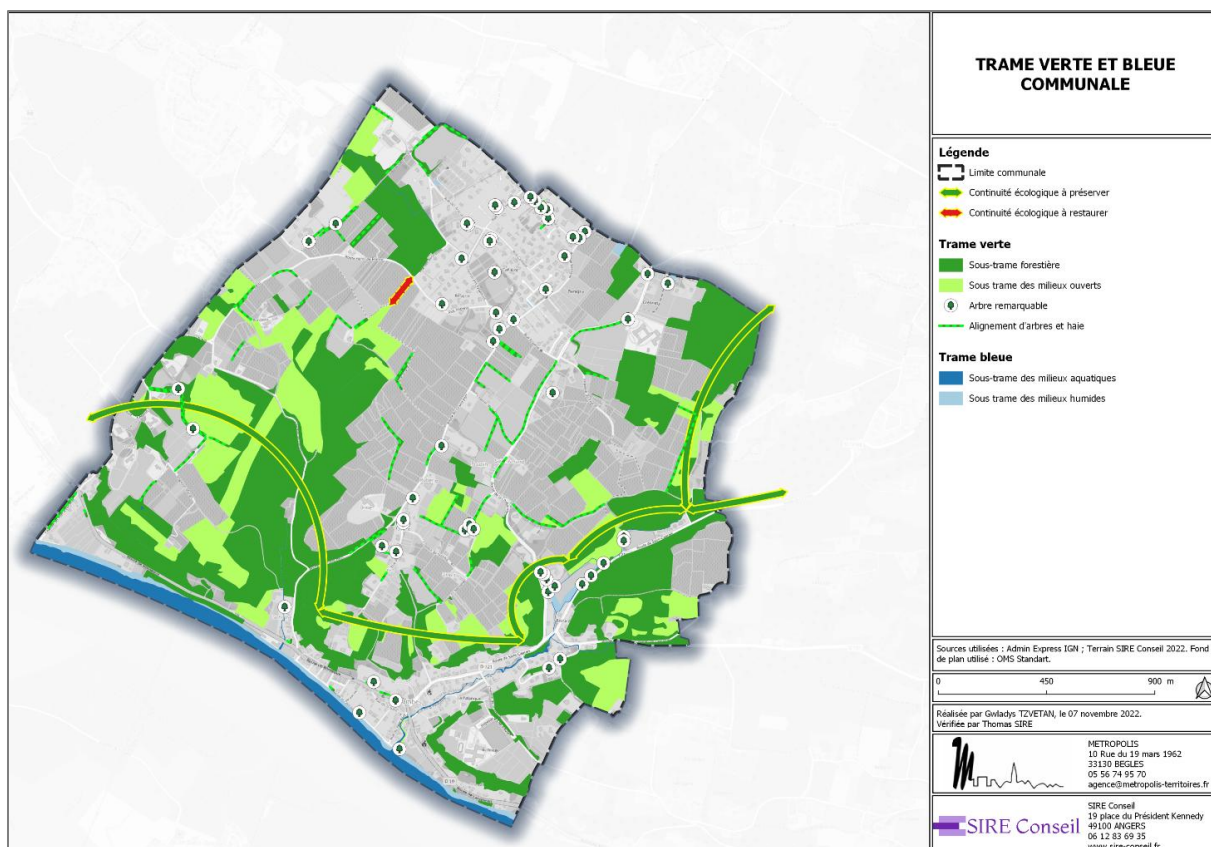 TRAME VERTE ET BLEUE
COMMUNALE
Légende
Limite communale
Continuité écologique à préserver
Continuité écologique à restaurer
Trame verte
Sous-trame forestière
Sous trame des milieux ouverts
Arbre remarquable
Alignement d'arbres et haie
Trame bleue
Sous-trame des milieux aquatiques
Sous trame des milieux humides
Sources utilisées : Admin Express IGN ; Terrain SIRE Conseil 2022. Fond
de plan utilisé : OMS Standart.
0 450 900 m
Réalisée par Gwladys TZVETAN, le 07 novembre 2022.
Vérifiée par Thomas SIRE
METROPOLIS
10 Rue du 19 mars 1962
33130 BEGLES
05 56 74 95 70
agence@metropolis-territoires.fr
SIRE Conseil
SIRE Conseil
19 place du Président Kennedy
49100 ANGERS
06 12 83 69 35
www.sire-conseil.fr